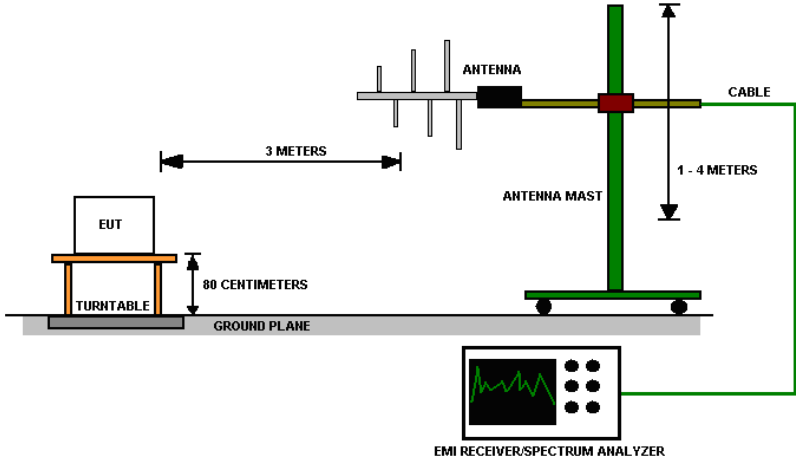 ANTENNA
CABLE
3 METERS
1 - 4 METERS
ANTENNA MAST
EUT
80 CENTIMETERS
TURNTABLE
GROUND PLANE
EMI RECEIVER/SPECTRUM ANALYZER